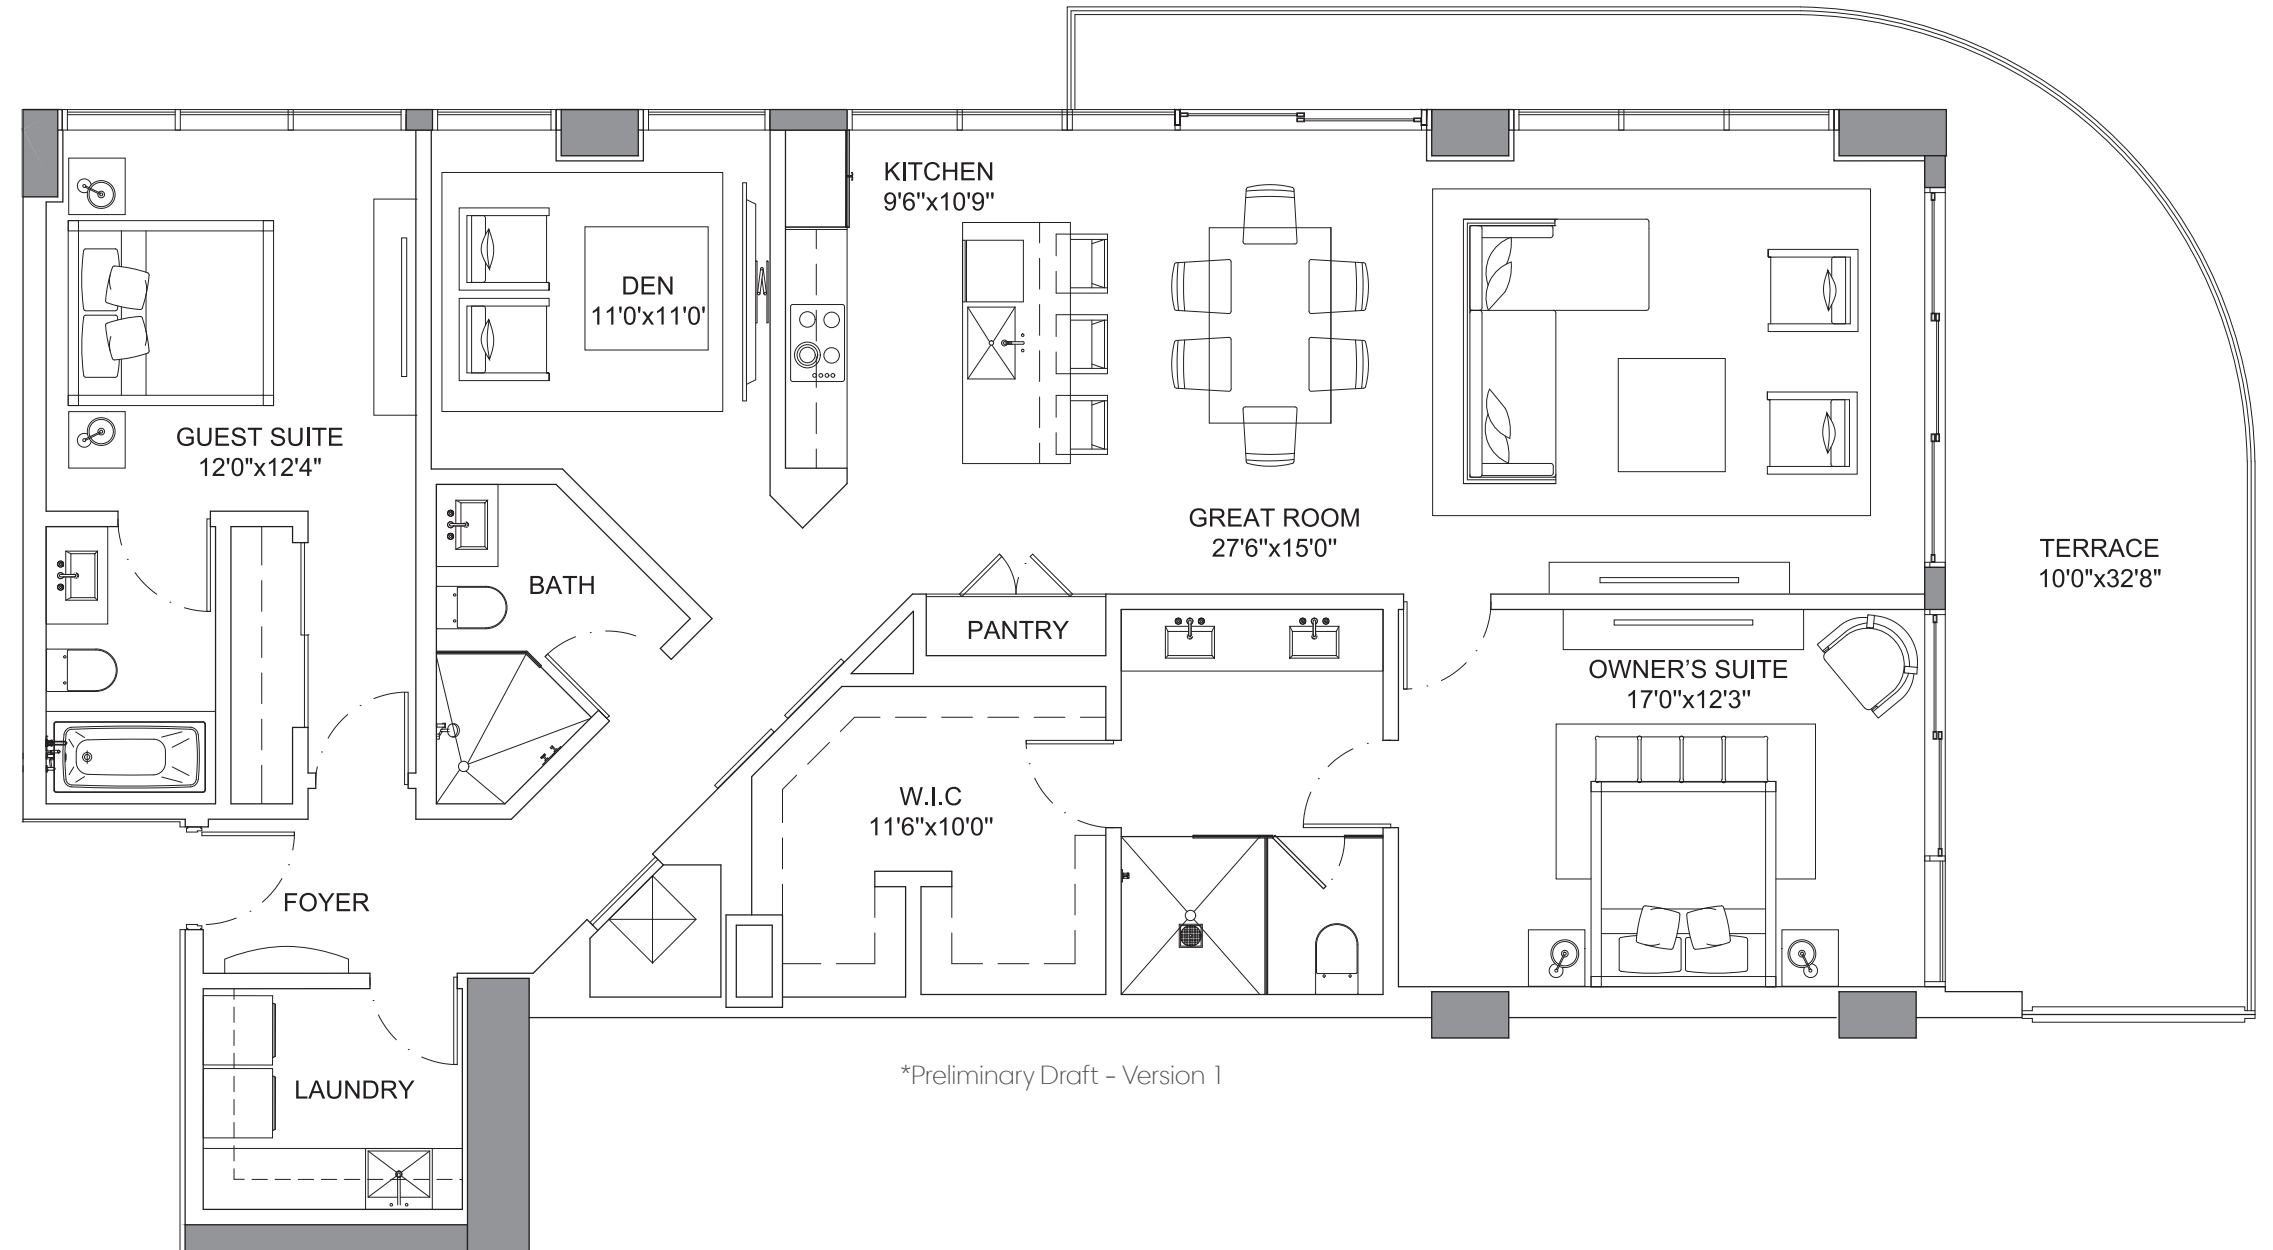 KITCHEN
9'6"x10'9"
DEN
11'0'x11'0'
GUEST SUITE
12'0"x12'4"
GREAT ROOM
27'6"x15'0"
TERRACE
10'0"x32'8"
BATH
PANTRY
OWNER'S SUITE
17'0"x12'3"
W.I.C
11'6"x10'0"
FOYER
LAUNDRY
*Preliminary Draft - Version 1